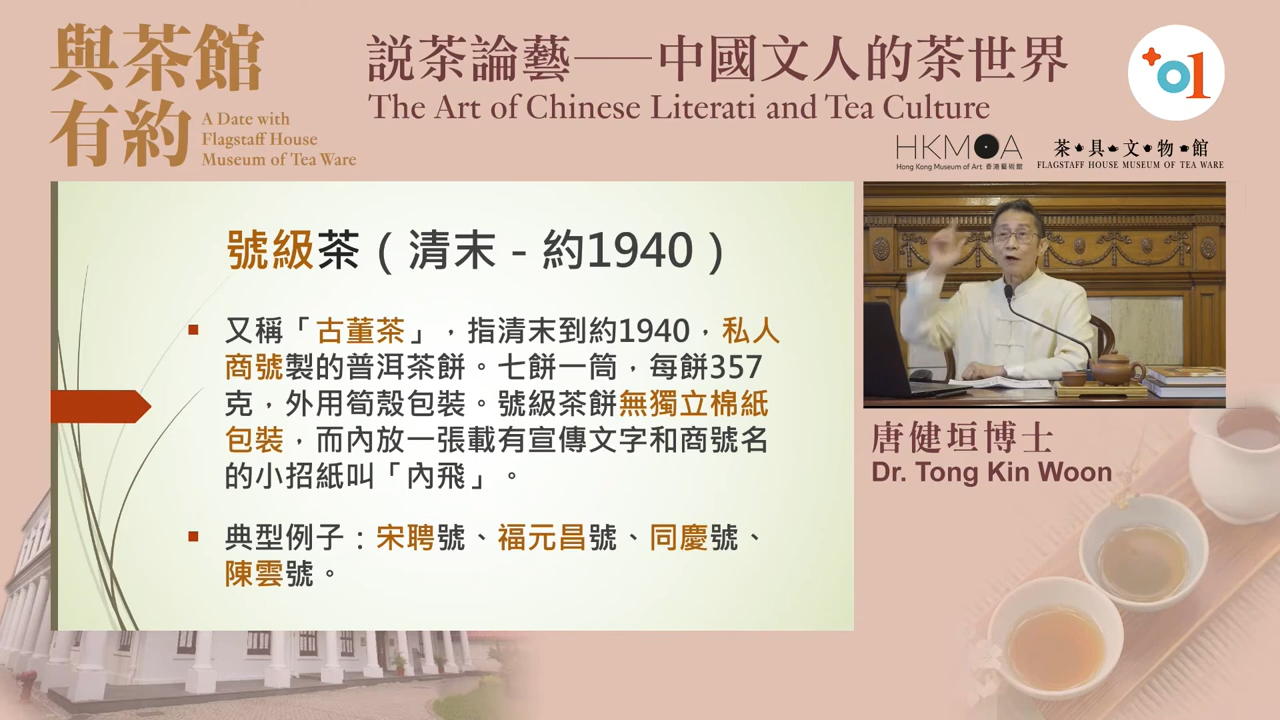 與茶館
有約
A Date with
Flagstaff House
Museum of Tea Ware
説茶論藝——中國文人的茶世界
The Art of Chinese Literati and Tea Culture
+01
HKMOA
Hong Kong Museum of Art 香港藝術館
茶具文物館
FLAGSTAFF HOUSE MUSEUM OF TEA WARE
號級茶（清末－約1940）
又稱「古董茶」，指清末到約1940，私人
商號製的普洱茶餅。七餅一筒，每餅357
克，外用筍殼包裝。號級茶餅無獨立棉紙
包裝，而內放一張載有宣傳文字和商號名
的小招紙叫「內飛」。
典型例子：宋聘號、福元昌號、同慶號、
陳雲號。
唐健垣博士
Dr. Tong Kin Woon